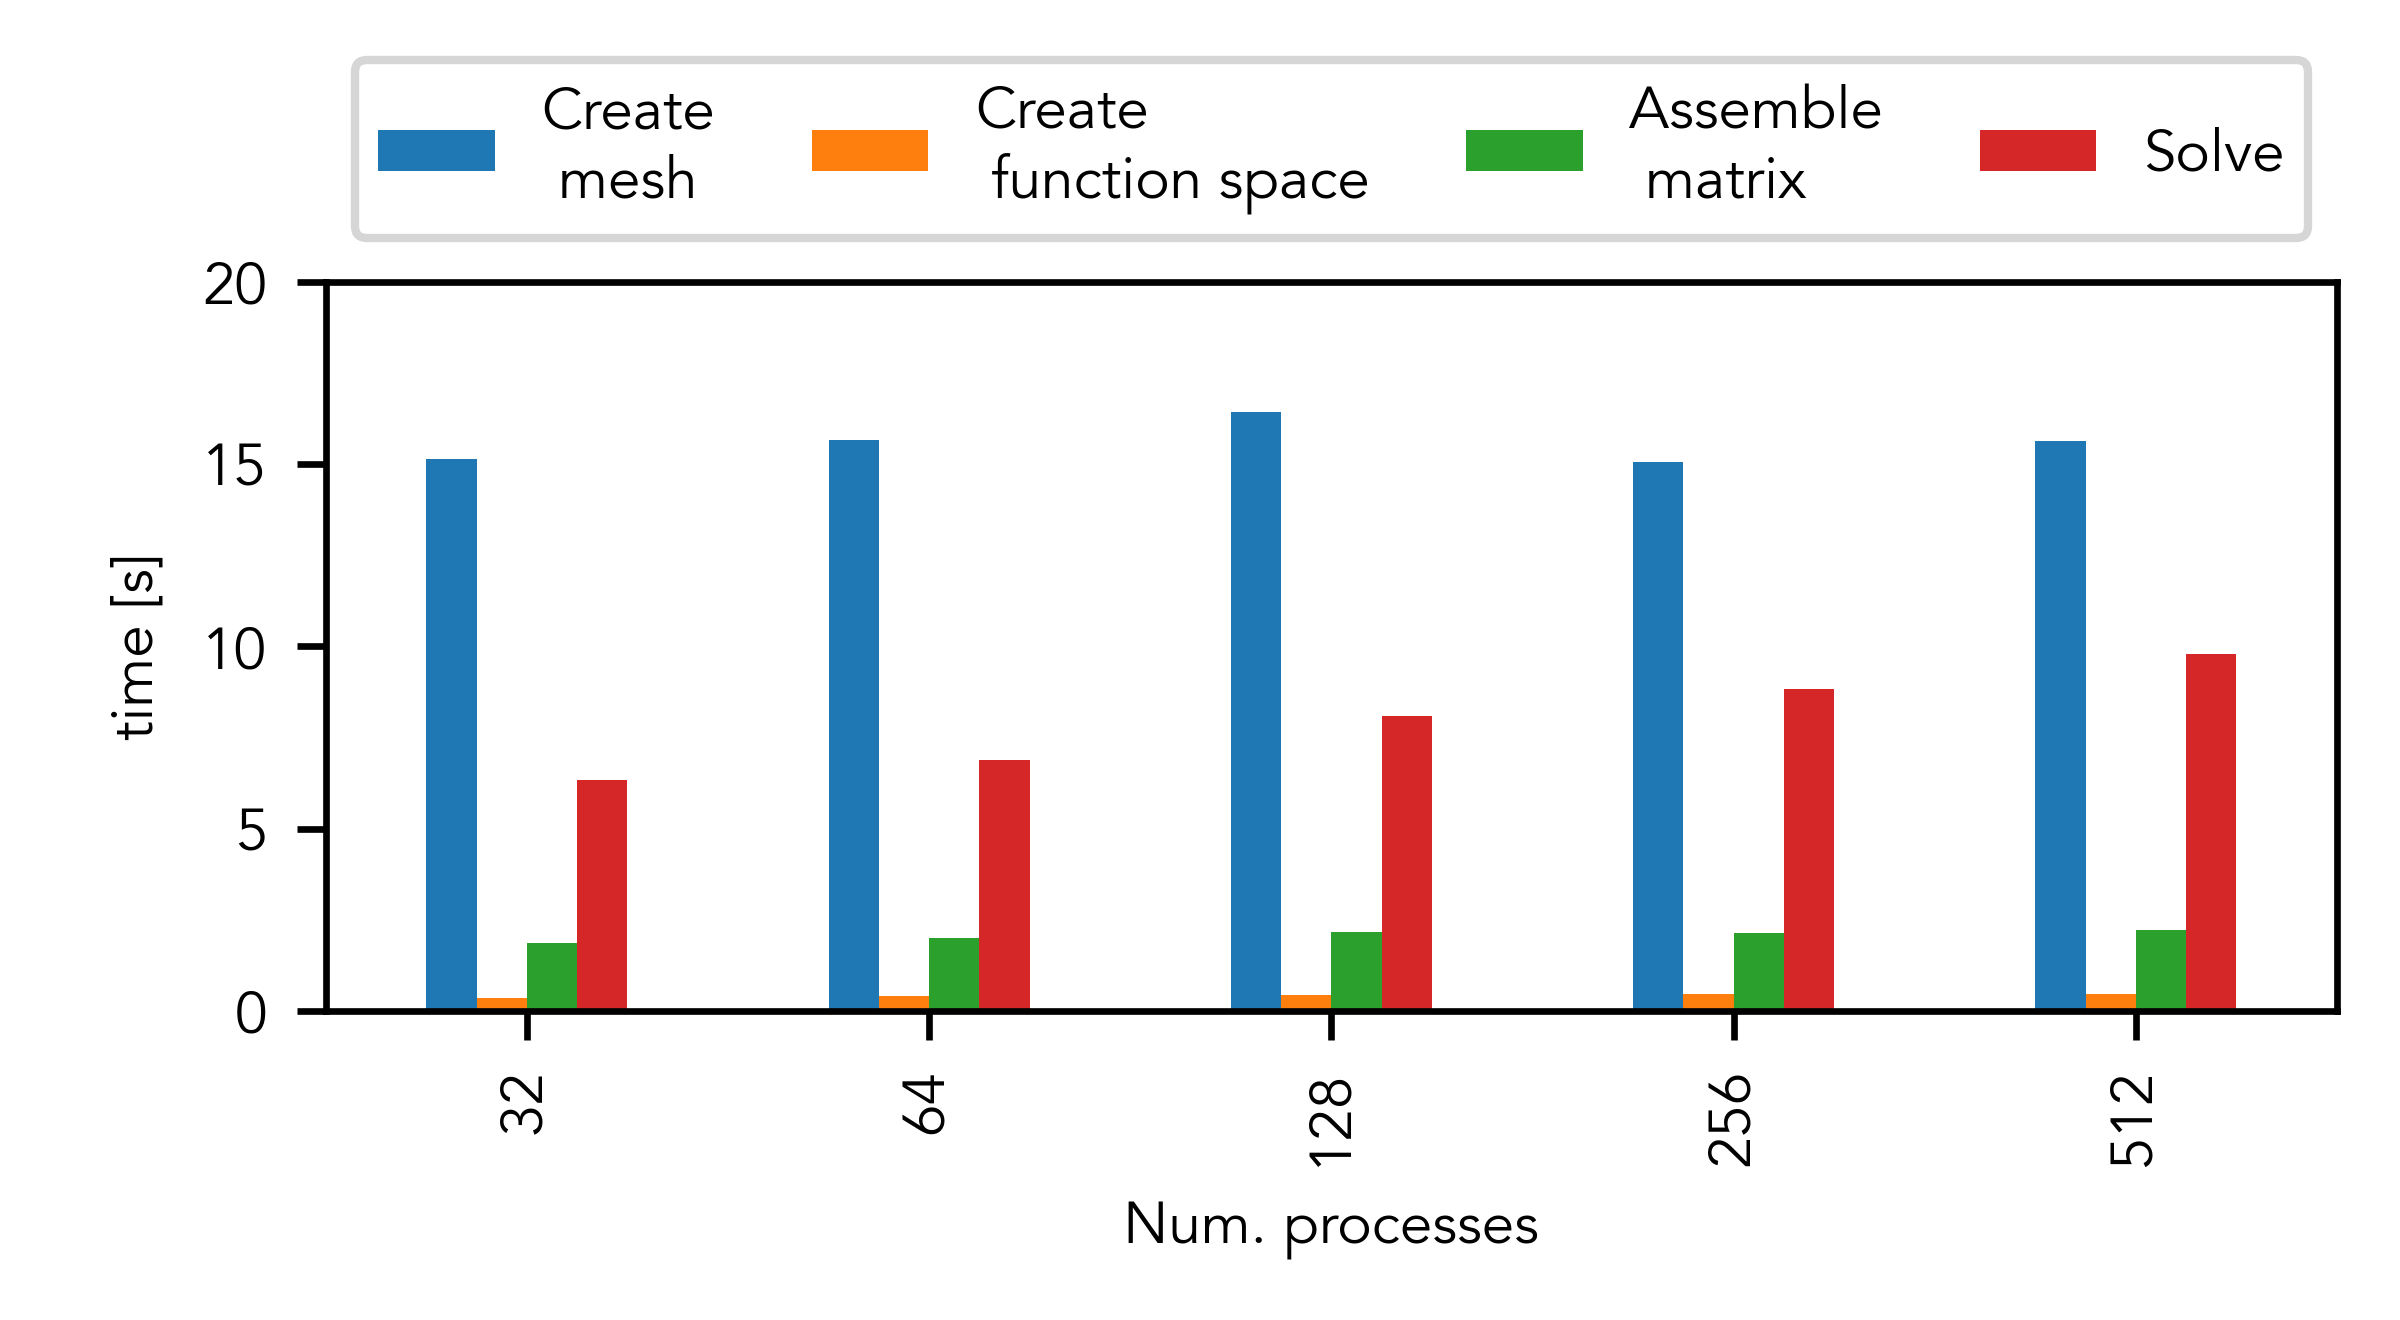 Create
mesh
Create
function space
Assemble
matrix
Solve
20
15
10
5
0
time [s]
32
64
128
256
512
Num. processes